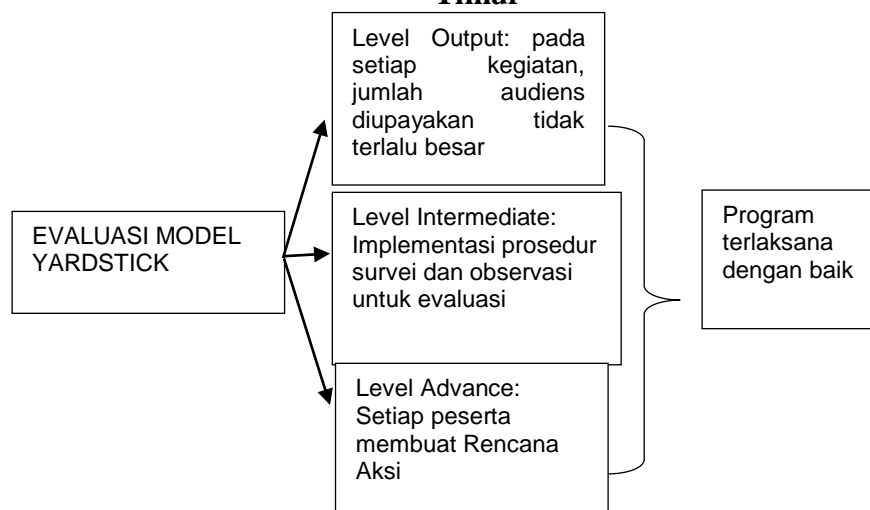 Timur
Level Output: pada
setiap kegiatan,
jumlah audiens
diupayakan tidak
terlalu besar
EVALUASI MODEL
YARDSTICK
Level Intermediate:
Implementasi prosedur
survei dan observasi
untuk evaluasi
Level Advance:
Setiap peserta
membuat Rencana
Aksi
Program
terlaksana
dengan baik